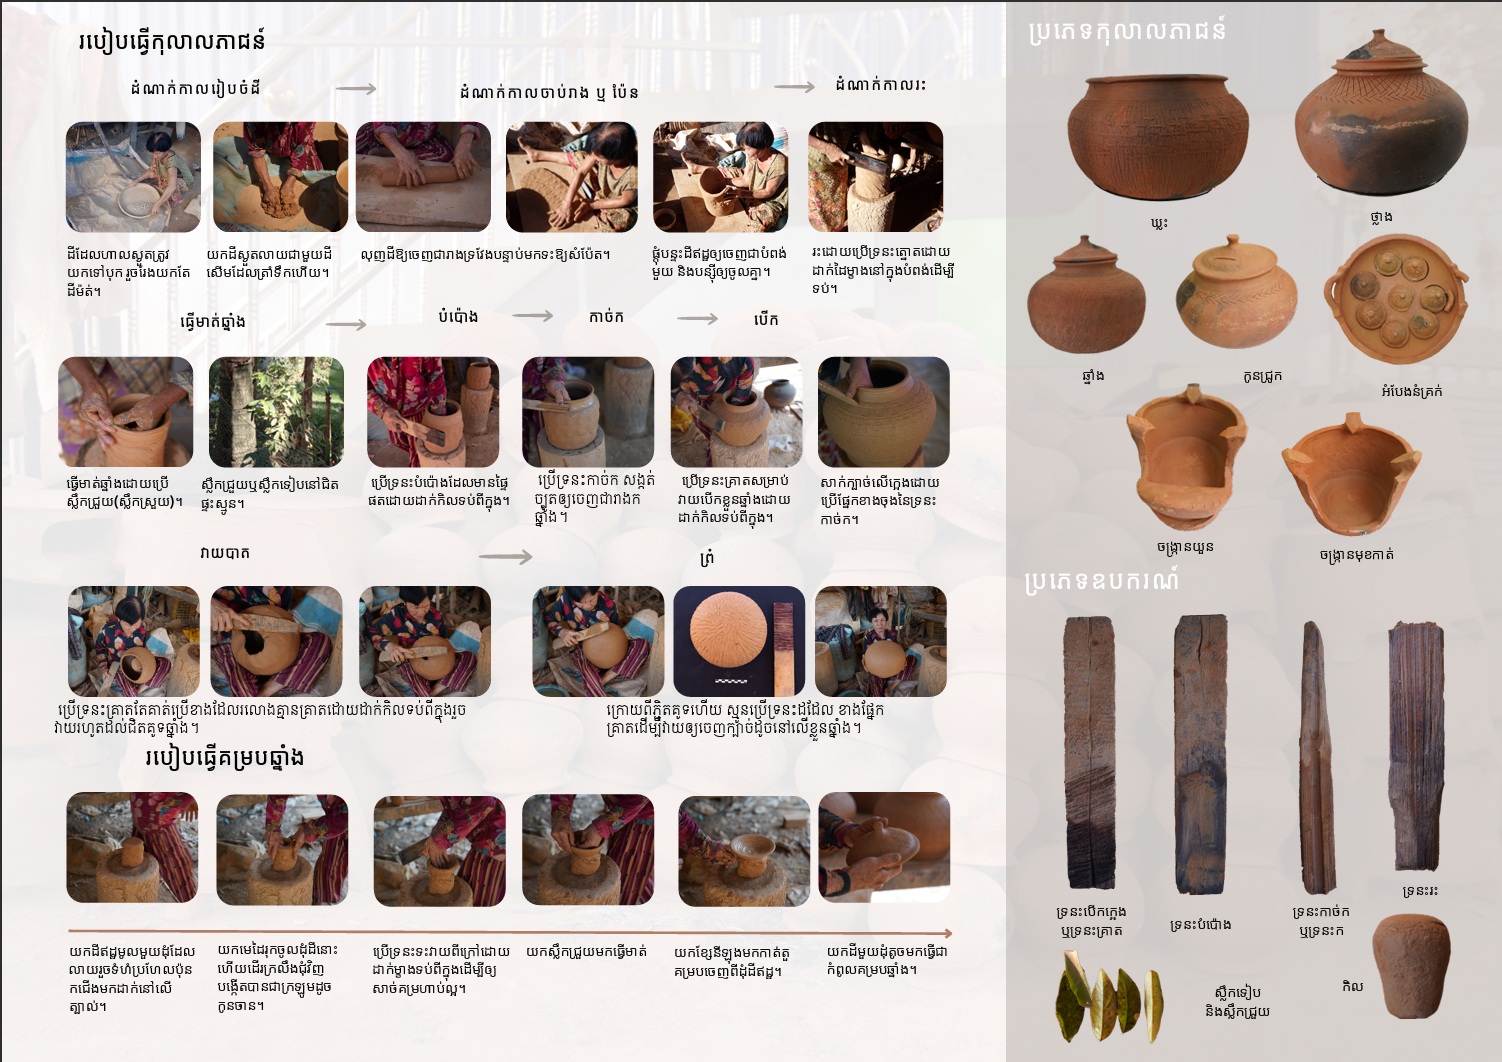 របៀបធ្វើកុលាលភាជន៍
ដំណាក់កាលរៀបចំដី
ដំណាក់កាលចាប់រាង ឬ ប៉ែន
ដំណាក់កាលរះ
ដីដែលហាលស្ងួតត្រូវ
យកទៅបុក រួចរែងយកតែ
ដីម៉ត់។
យកដីស្ងួតលាយជាមួយដី
សើមដែលត្រាំទឹកហើយ។
លុញដីឱ្យចេញជារាងទ្រវែងបន្ទាប់មកទះឱ្យសំប៉ែត។
ផ្គុំបន្ទះដីឥដ្ឋឲ្យចេញជាបំពង់
មួយ និងបន្ស៊ីឲ្យចូលគ្នា។
រះដោយប្រើទ្រនះត្នោតដោយ
ដាក់ដៃម្ខាងនៅក្នុងបំពង់ដើម្បី
ទប់។
ធ្វើមាត់ឆ្នាំង
បំប៉ោង
កាច់ក
បើក
ធ្វើមាត់ឆ្នាំងដោយប្រើ
ស្លឹកជ្រួយ(ស្លឹកស្រួយ)។
ស្លឹកជ្រួយឬស្លឹកទៀបនៅជិត
ផ្ទះស្មូន។
ប្រើទ្រនះបំប៉ោងដែលមានផ្ទៃ
ផតដោយដាក់កិលទប់ពីក្នុង។
ប្រើទ្រនះកាច់ក សង្កត់
ច្បូតឲ្យចេញជារាងក
ឆ្នាំង។
ប្រើទ្រនះគ្រាតសម្រាប់
វាយបើកខ្លួនឆ្នាំងដោយ
ដាក់កិលទប់ពីក្នុង។
សាក់ក្បាច់លើក្មេងដោយ
ប្រើផ្នែកខាងចុងនៃទ្រនះ
កាច់ក។
វាយបាត
ព្រំ
ប្រើទ្រនះគ្រាតតែគាត់ប្រើខាងដែលរលោងគ្មានគ្រាតដោយដាក់កិលទប់ពីក្នុងរួច
វាយរហូតដល់ជិតគូទឆ្នាំង។
ក្រោយពីភ្ជិតគូទហើយ ស្មូនប្រើទ្រនះដដែល ខាងផ្នែក
គ្រាតដើម្បីវាយឲ្យចេញក្បាច់ដូចនៅលើខ្លួនឆ្នាំង។
របៀបធ្វើគម្របឆ្នាំង
យកដីឥដ្ឋមូលមួយដុំដែល
លាយរួចទំហំប្រហែលប៉ុន
កជើងមកដាក់នៅលើ
ត្បាល់។
យកមេដៃរុកចូលដុំដីនោះ
ហើយដើរក្រលឹងជុំវិញ
បង្កើតបានជាក្រឡូមដូច
កូនចាន។
ប្រើទ្រនះទះវាយពីក្រៅដោយ
ដាក់ម្ខាងទប់ពីក្នុងដើម្បីឲ្យ
សាច់គម្រហាប់ល្អ។
យកស្លឹកជ្រួយមកធ្វើមាត់
យកខ្សែនីឡុងមកកាត់តួ
គម្របចេញពីដុំដីឥដ្ឋ។
យកដីមួយដុំតូចមកធ្វើជា
កំពូលគម្របឆ្នាំង។
ប្រភេទកុលាលភាជន៍
ឃ្លះ
ថ្លាង
ឆ្នាំង
កូនជ្រូក
អំបែងនំគ្រក់
ចង្ក្រានយួន
ចង្ក្រានមុខកាត់
ប្រភេទឧបករណ៍
ទ្រនះបើកក្មេង
ឬទ្រនះគ្រាត
ទ្រនះបំប៉ោង
ទ្រនះកាច់ក
ឬទ្រនះក
ទ្រនះរះ
ស្លឹកទៀប
និងស្លឹកជ្រួយ
កិល